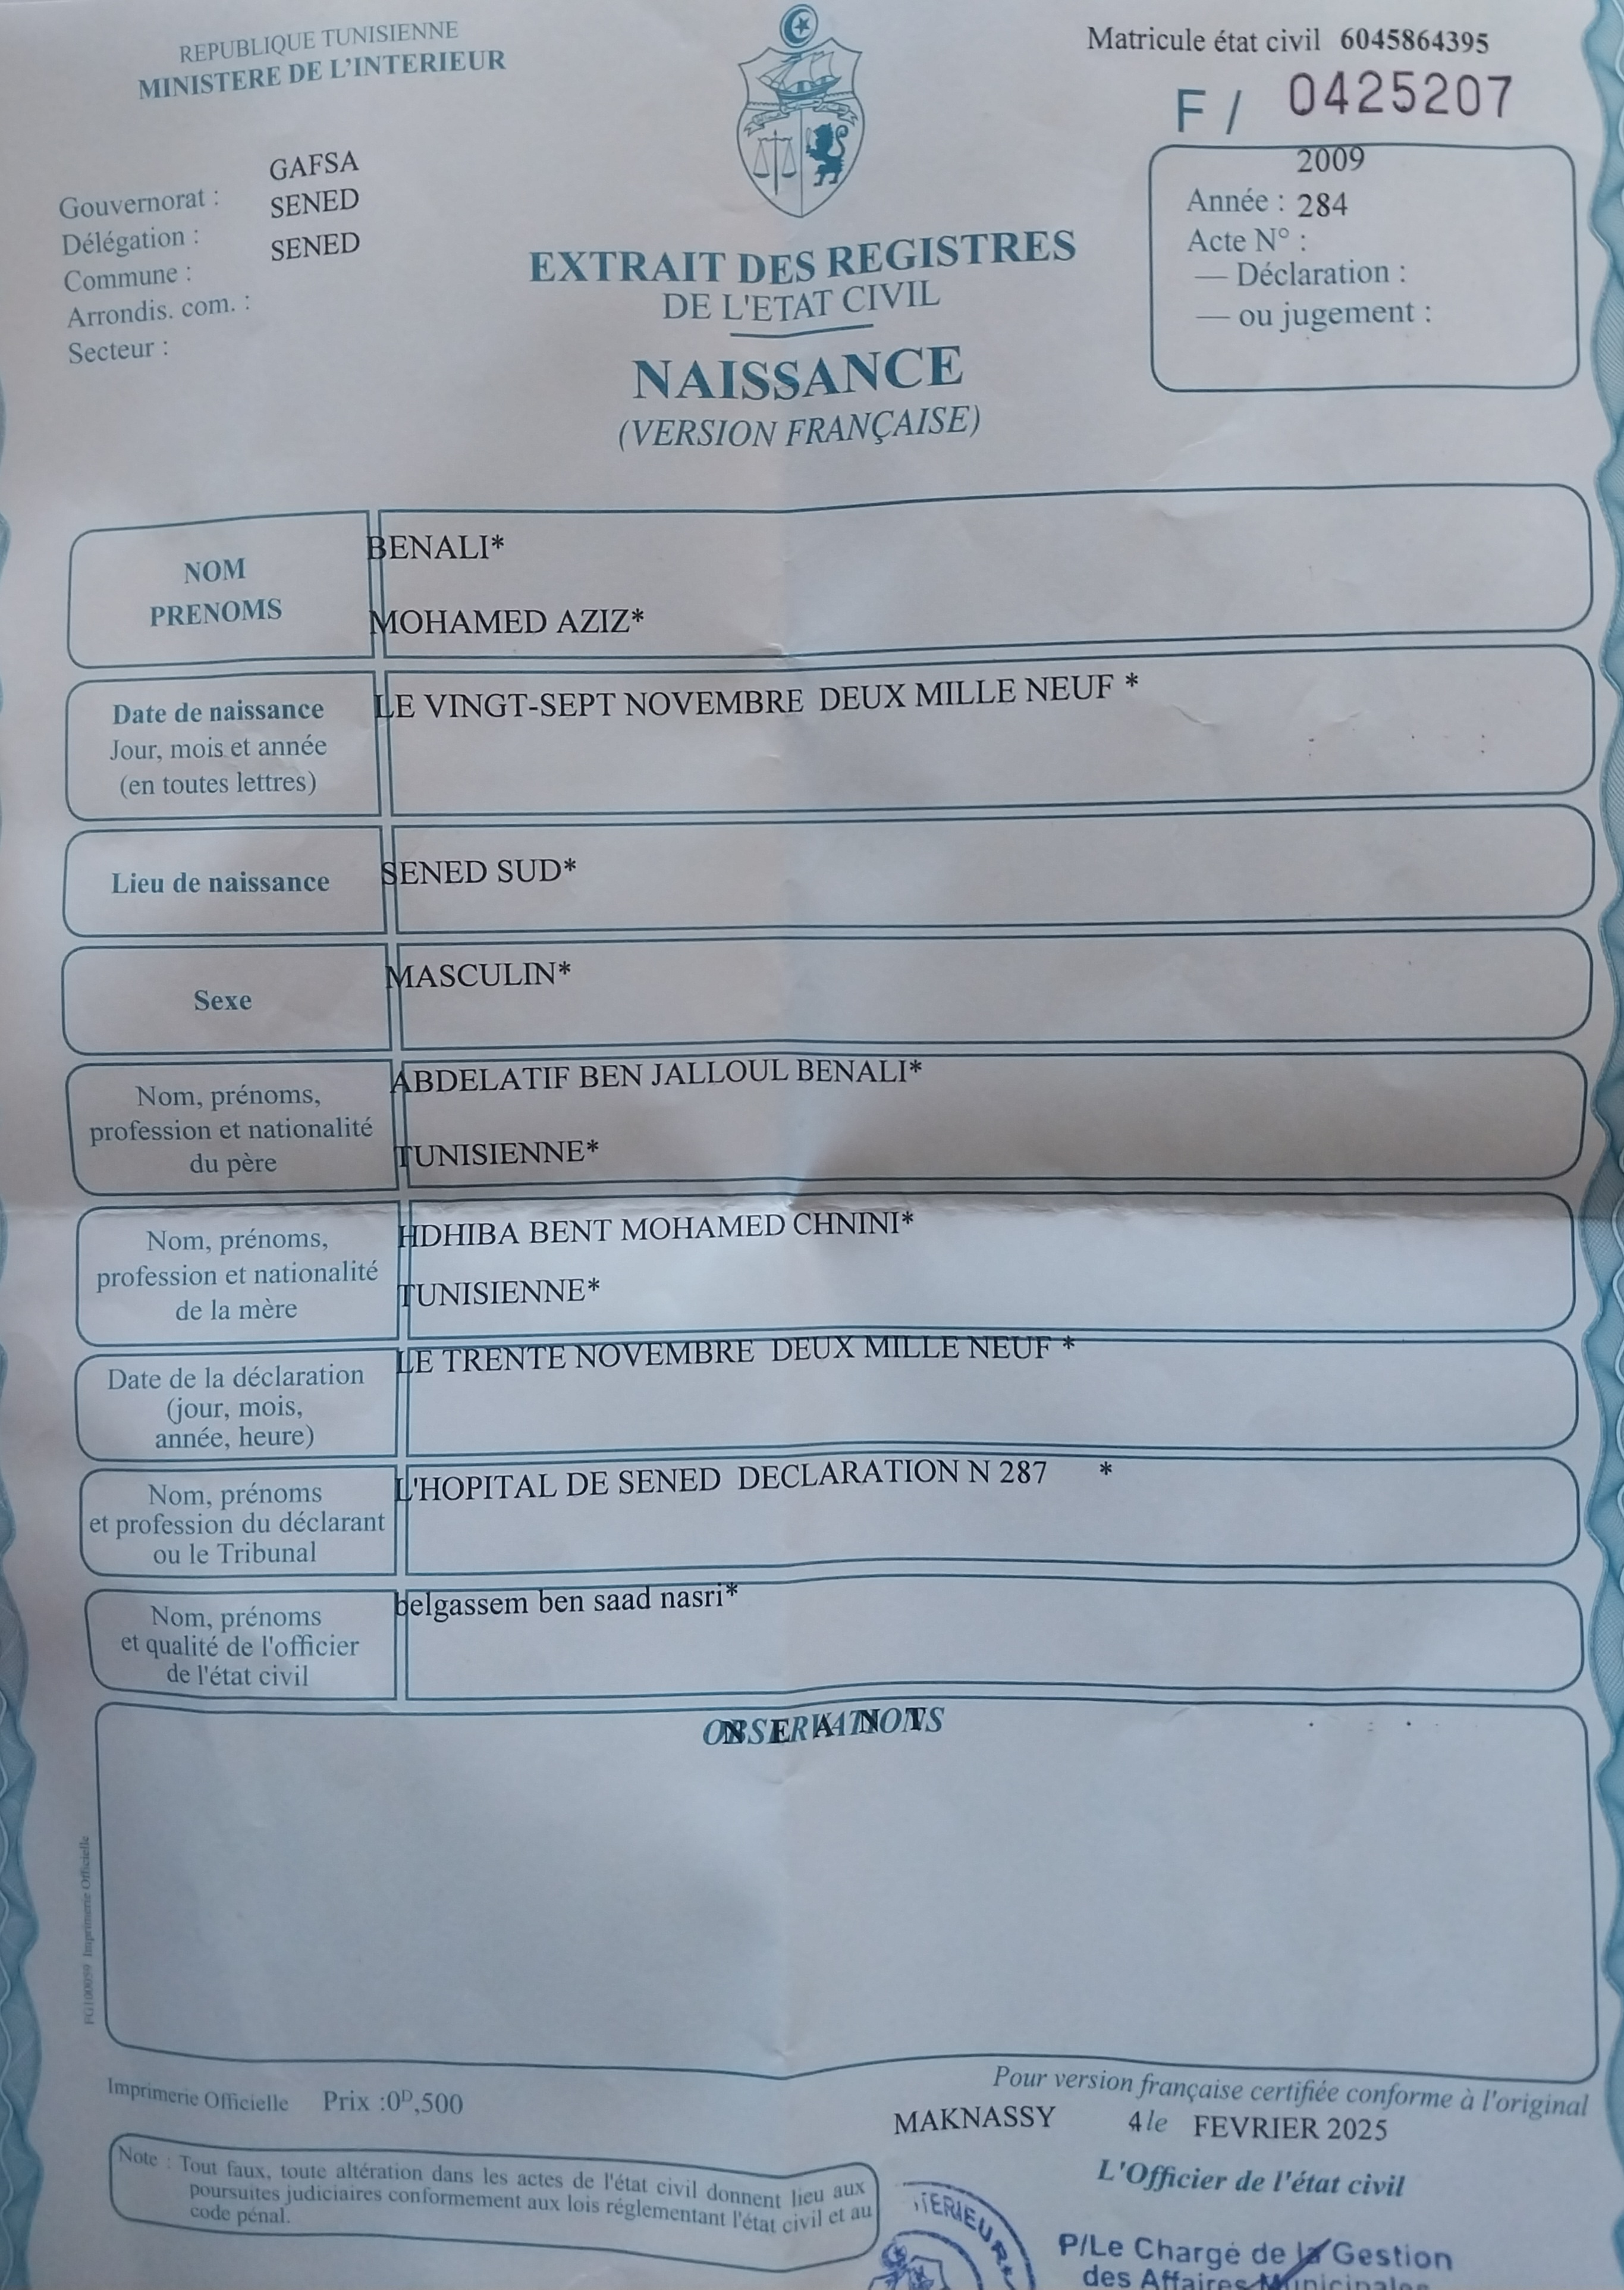 REPUBLIQUE TUNISIENNE
MINISTERE DE L'INTERIEUR
Matricule état civil 6045864395
F / 0425207
GAFSA
Gouvernorat :
SENED
Délégation :
SENED
Commune :
Arrondis. com. :
Secteur :
2009
Année : 284
Acte N° :
— Déclaration :
— ou jugement :
EXTRAIT DES REGISTRES
DE L'ETAT CIVIL
NAISSANCE
(VERSION FRANÇAISE)
NOM
PRENOMS
BENALI*
MOHAMED AZIZ*
Date de naissance
Jour, mois et année
(en toutes lettres)
LE VINGT-SEPT NOVEMBRE DEUX MILLE NEUF *
Lieu de naissance
SENED SUD*
Sexe
MASCULIN*
Nom, prénoms,
profession et nationalité
du père
ABDELATIF BEN JALLOUL BENALI*
TUNISIENNE*
Nom, prénoms,
profession et nationalité
de la mère
HDHIBA BENT MOHAMED CHNINI*
TUNISIENNE*
Date de la déclaration
(jour, mois,
année, heure)
LE TRENTE NOVEMBRE DEUX MILLE NEUF *
Nom, prénoms
et profession du déclarant
ou le Tribunal
L'HOPITAL DE SENED DECLARATION N 287 *
Nom, prénoms
et qualité de l'officier
de l'état civil
belgassem ben saad nasri*
OBSERVATIONS
N E A N T
FG100059 Imprimerie Officielle
Imprimerie Officielle Prix :0D,500
Pour version française certifiée conforme à l'original
MAKNASSY 4 le FEVRIER 2025
L'Officier de l'état civil
Note : Tout faux, toute altération dans les actes de l'état civil donnent lieu aux
poursuites judiciaires conformement aux lois réglementant l'état civil et au
code pénal.
TERIEUR
P/Le Chargé de la Gestion
des Affaires Municipales